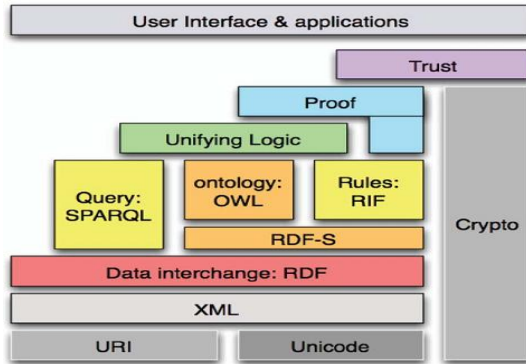 User Interface & applications
Trust
Proof
Unifying Logic
Query:
SPARQL
ontology:
OWL
Rules:
RIF
Crypto
RDF-S
Data interchange: RDF
XML
URI
Unicode